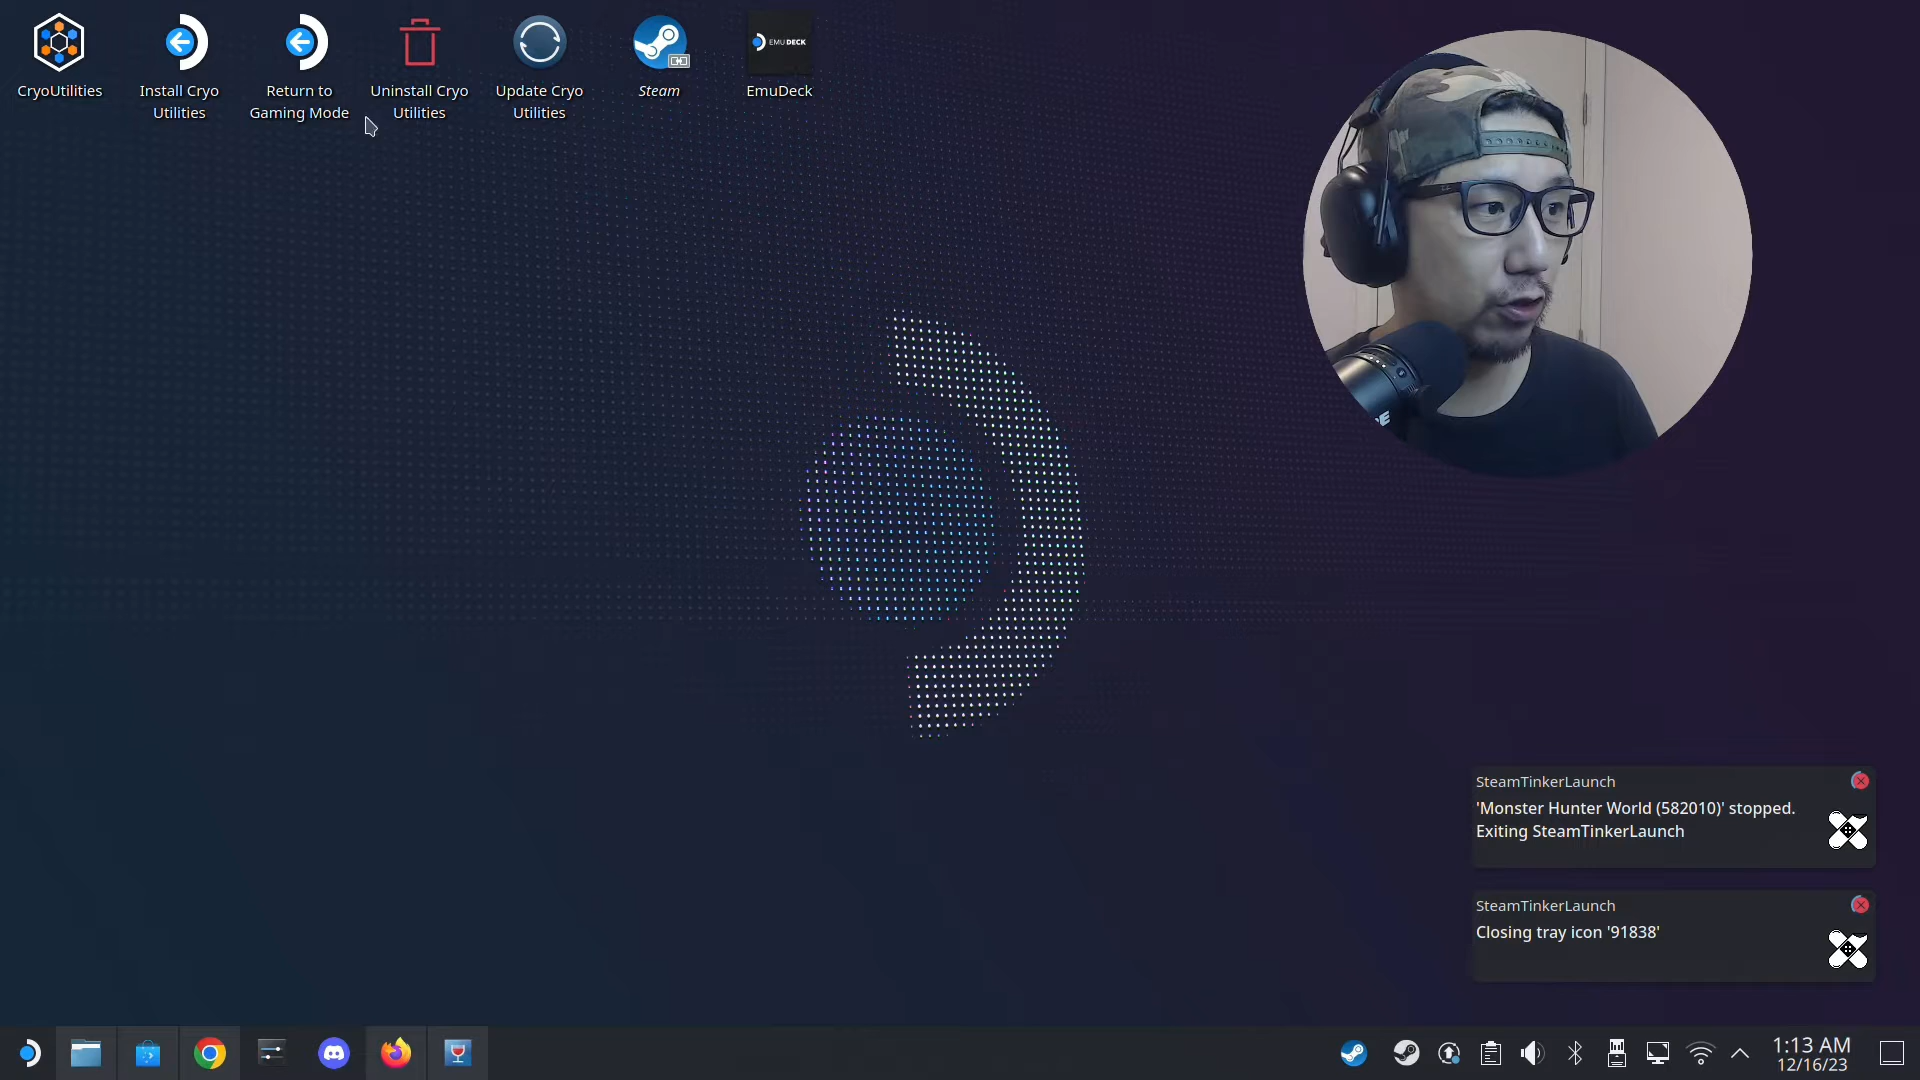 CryoUtilities
Install Cryo
Utilities
Return to
Gaming Mode
Uninstall Cryo
Utilities
Update Cryo
Utilities
Steam
EMUDECK
EmuDeck
SteamTinkerLaunch
'Monster Hunter World (582010)' stopped.
Exiting SteamTinkerLaunch
SteamTinkerLaunch
Closing tray icon '91838'
1:13 AM
12/16/23